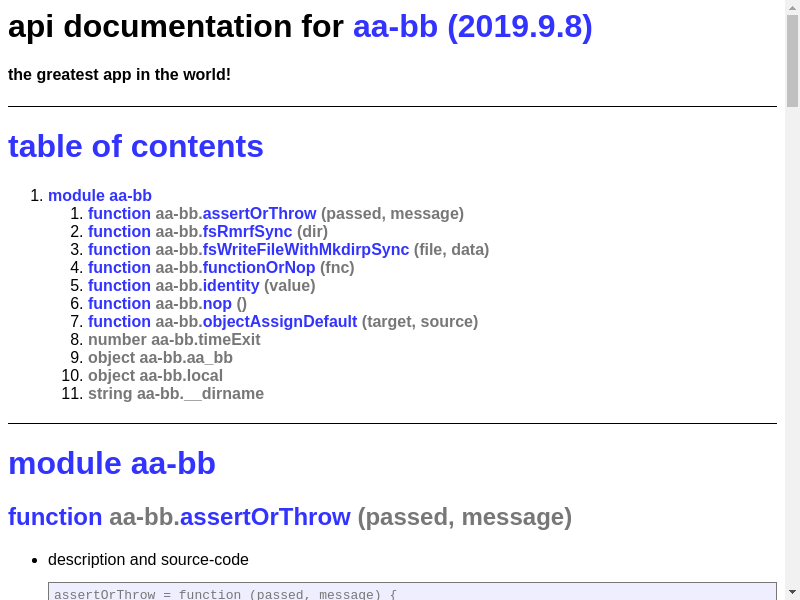 api documentation for aa-bb (2019.9.8)
the greatest app in the world!
table of contents
1. module aa-bb
1. function aa-bb.assertOrThrow (passed, message)
2. function aa-bb.fsRmrfSync (dir)
3. function aa-bb.fsWriteFileWithMkdirpSync (file, data)
4. function aa-bb.functionOrNop (fnc)
5. function aa-bb.identity (value)
6. function aa-bb.nop ()
7. function aa-bb.objectAssignDefault (target, source)
8. number aa-bb.timeExit
9. object aa-bb.aa_bb
10. object aa-bb.local
11. string aa-bb.__dirname
module aa-bb
function aa-bb.assertOrThrow (passed, message)
• description and source-code
assertOrThrow = function (passed, message) {